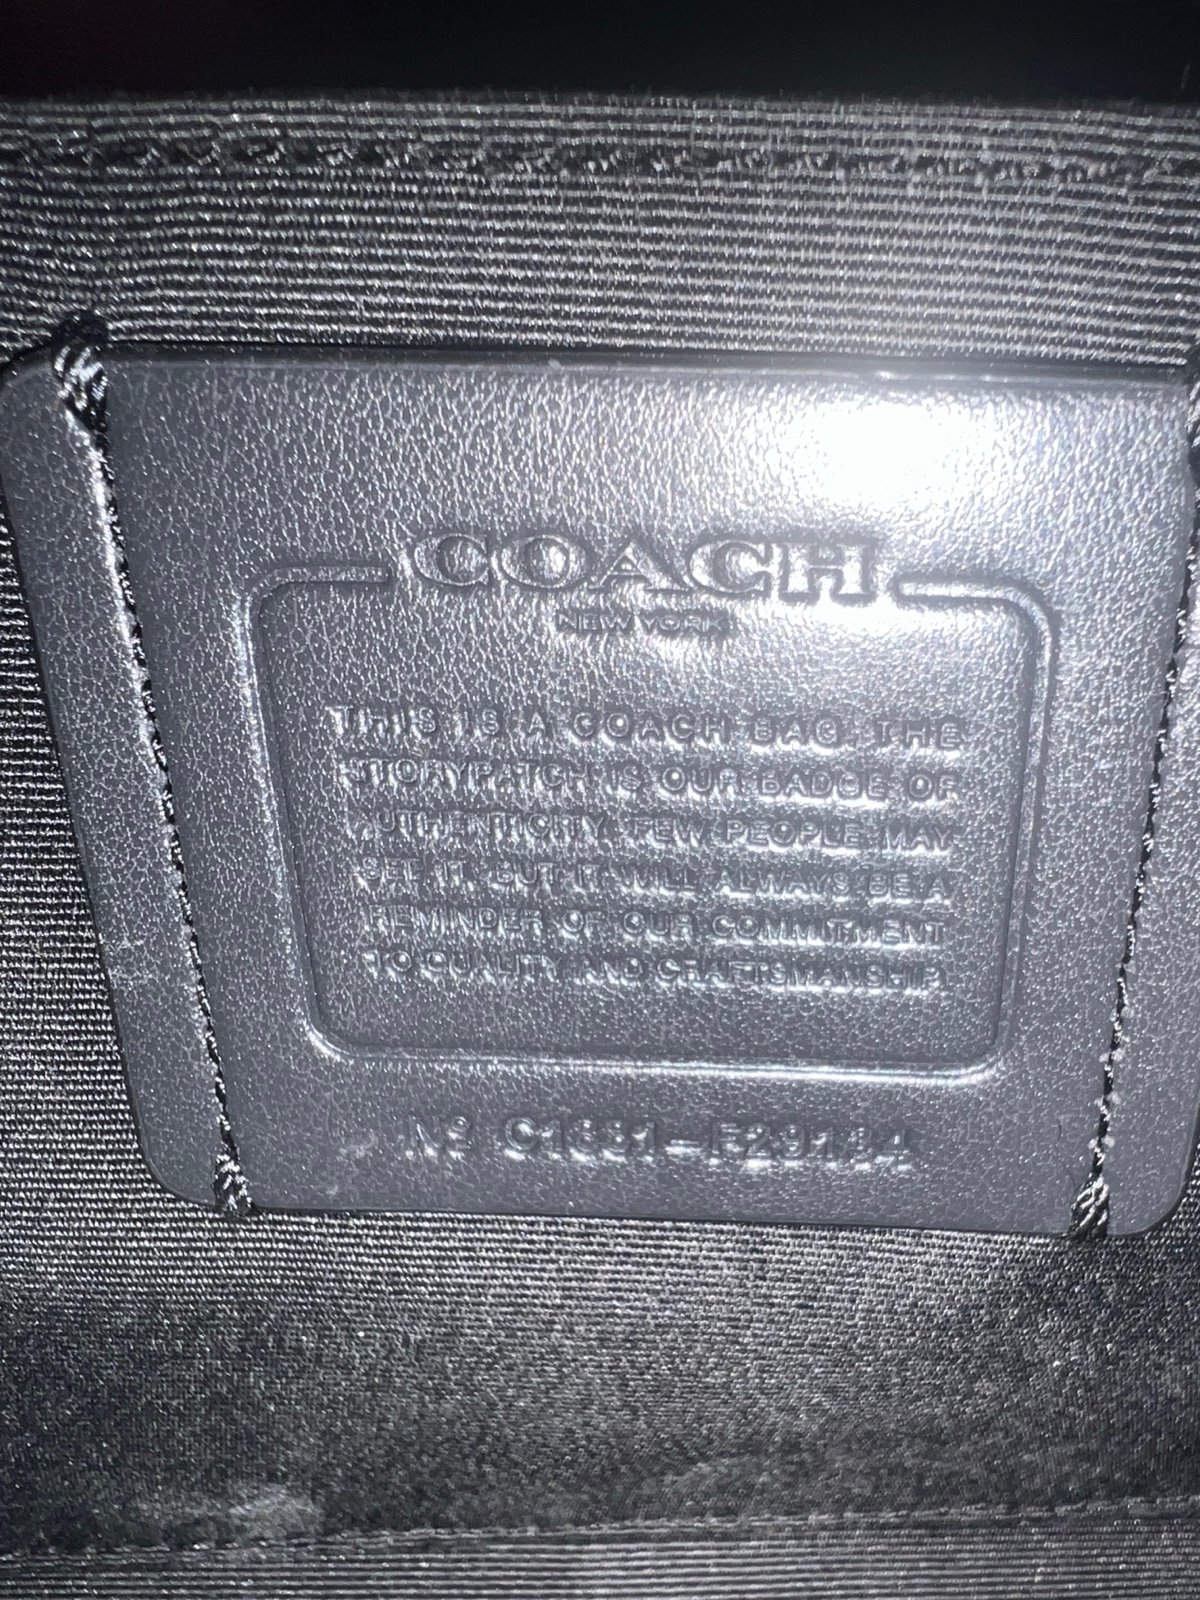 COACH
NEW YORK
THIS IS A COACH BAG. THE
STORYPATCH IS OUR BADGE OF
AUTHENTICITY. FEW PEOPLE MAY
SEE IT, BUT IT WILL ALWAYS BE A
REMINDER OF OUR COMMITMENT
TO QUALITY AND CRAFTSMANSHIP.
Nº